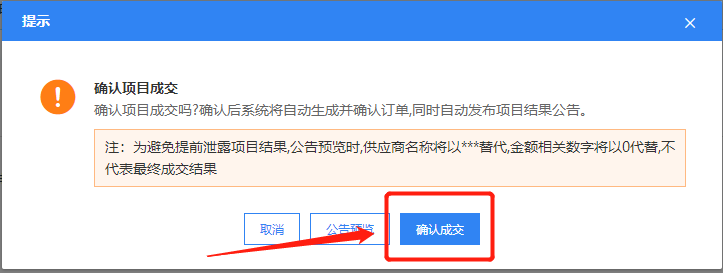 提示
确认项目成交
确认项目成交吗?确认后系统将自动生成并确认订单,同时自动发布项目结果公告。
注：为避免提前泄露项目结果,公告预览时,供应商名称将以***替代,金额相关数字将以0代替,不
代表最终成交结果
取消 公告预览 确认成交